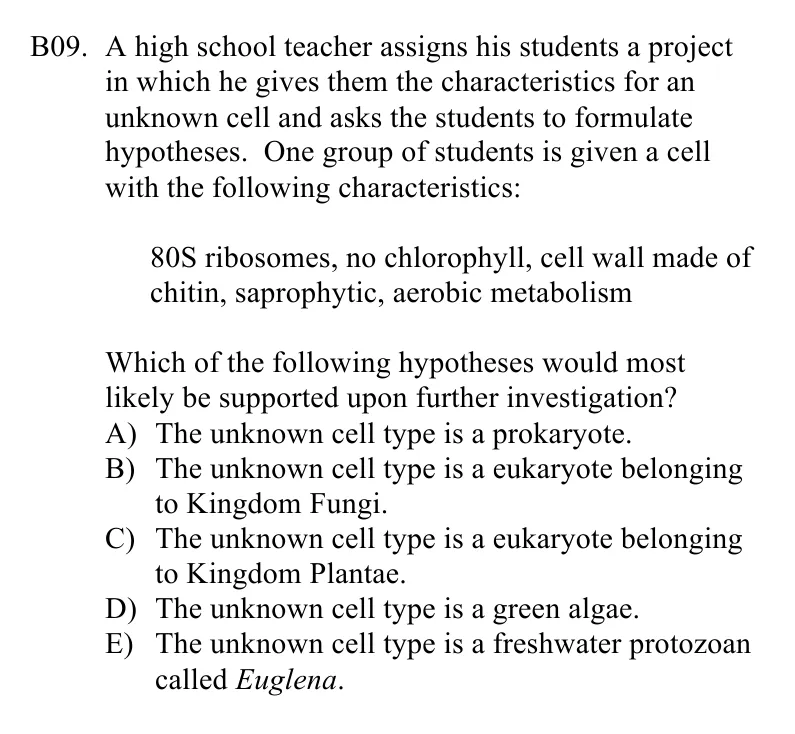 B09. A high school teacher assigns his students a project
in which he gives them the characteristics for an
unknown cell and asks the students to formulate
hypotheses. One group of students is given a cell
with the following characteristics:
80S ribosomes, no chlorophyll, cell wall made of
chitin, saprophytic, aerobic metabolism
Which of the following hypotheses would most
likely be supported upon further investigation?
A) The unknown cell type is a prokaryote.
B) The unknown cell type is a eukaryote belonging
to Kingdom Fungi.
C) The unknown cell type is a eukaryote belonging
to Kingdom Plantae.
D) The unknown cell type is a green algae.
E) The unknown cell type is a freshwater protozoan
called Euglena.